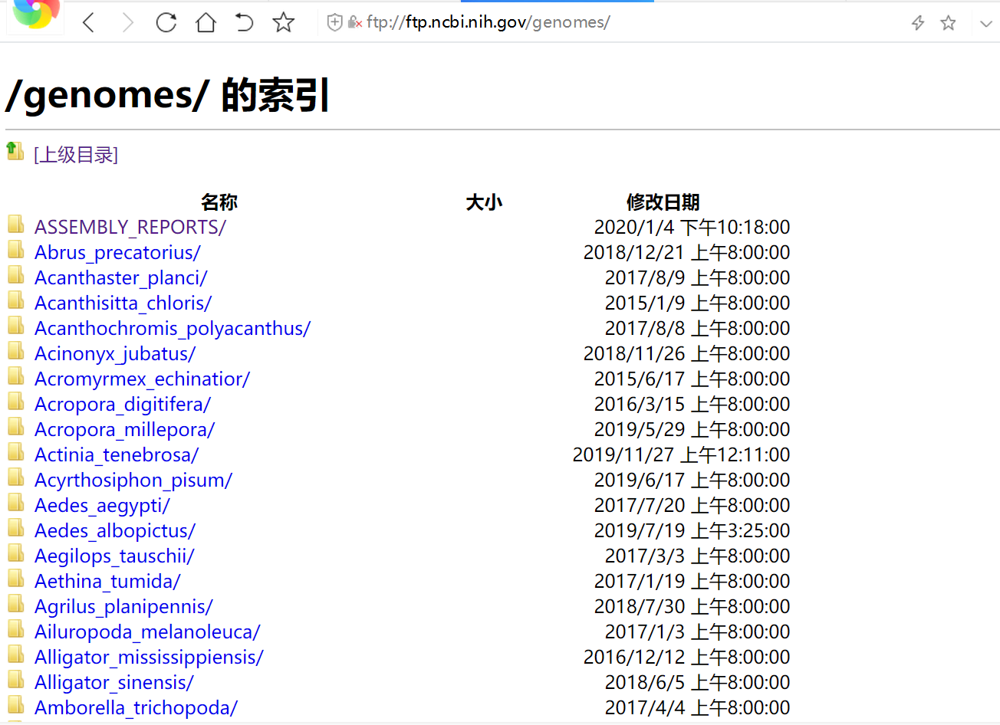 ftp://ftp.ncbi.nih.gov/genomes/
/genomes/ 的索引
[上级目录]
名称 大小 修改日期
ASSEMBLY_REPORTS/ 2020/1/4 下午10:18:00
Abrus_precatorius/ 2018/12/21 上午8:00:00
Acanthaster_planci/ 2017/8/9 上午8:00:00
Acanthisitta_chloris/ 2015/1/9 上午8:00:00
Acanthochromis_polyacanthus/ 2017/8/8 上午8:00:00
Acinonyx_jubatus/ 2018/11/26 上午8:00:00
Acromyrmex_echinatior/ 2015/6/17 上午8:00:00
Acropora_digitifera/ 2016/3/15 上午8:00:00
Acropora_millepora/ 2019/5/29 上午8:00:00
Actinia_tenebrosa/ 2019/11/27 上午12:11:00
Acyrthosiphon_pisum/ 2019/6/17 上午8:00:00
Aedes_aegypti/ 2017/7/20 上午8:00:00
Aedes_albopictus/ 2019/7/19 上午3:25:00
Aegilops_tauschii/ 2017/3/3 上午8:00:00
Aethina_tumida/ 2017/1/19 上午8:00:00
Agrilus_planipennis/ 2018/7/30 上午8:00:00
Ailuropoda_melanoleuca/ 2017/1/3 上午8:00:00
Alligator_mississippiensis/ 2016/12/12 上午8:00:00
Alligator_sinensis/ 2018/6/5 上午8:00:00
Amborella_trichopoda/ 2017/4/4 上午8:00:00